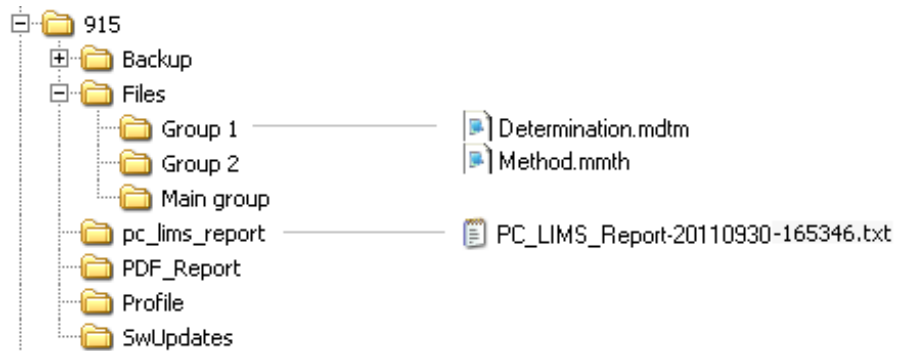 915
Backup
Files
Group 1 Determination.mdtm
Group 2 Method.mmth
Main group
pc_lims_report PC_LIMS_Report-20110930-165346.txt
PDF_Report
Profile
SwUpdates